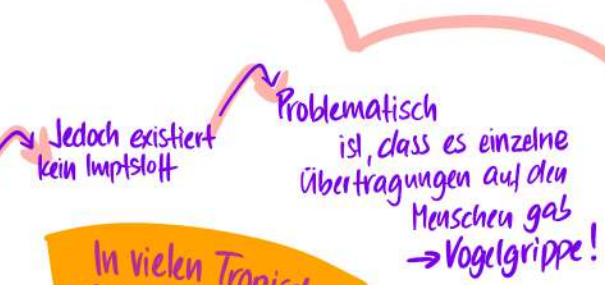 Jedoch existiert
kein Impfstoff
Problematisch
ist, dass es einzelne
Übertragungen auf den
Menschen gab
→ Vogelgrippe!
In vielen